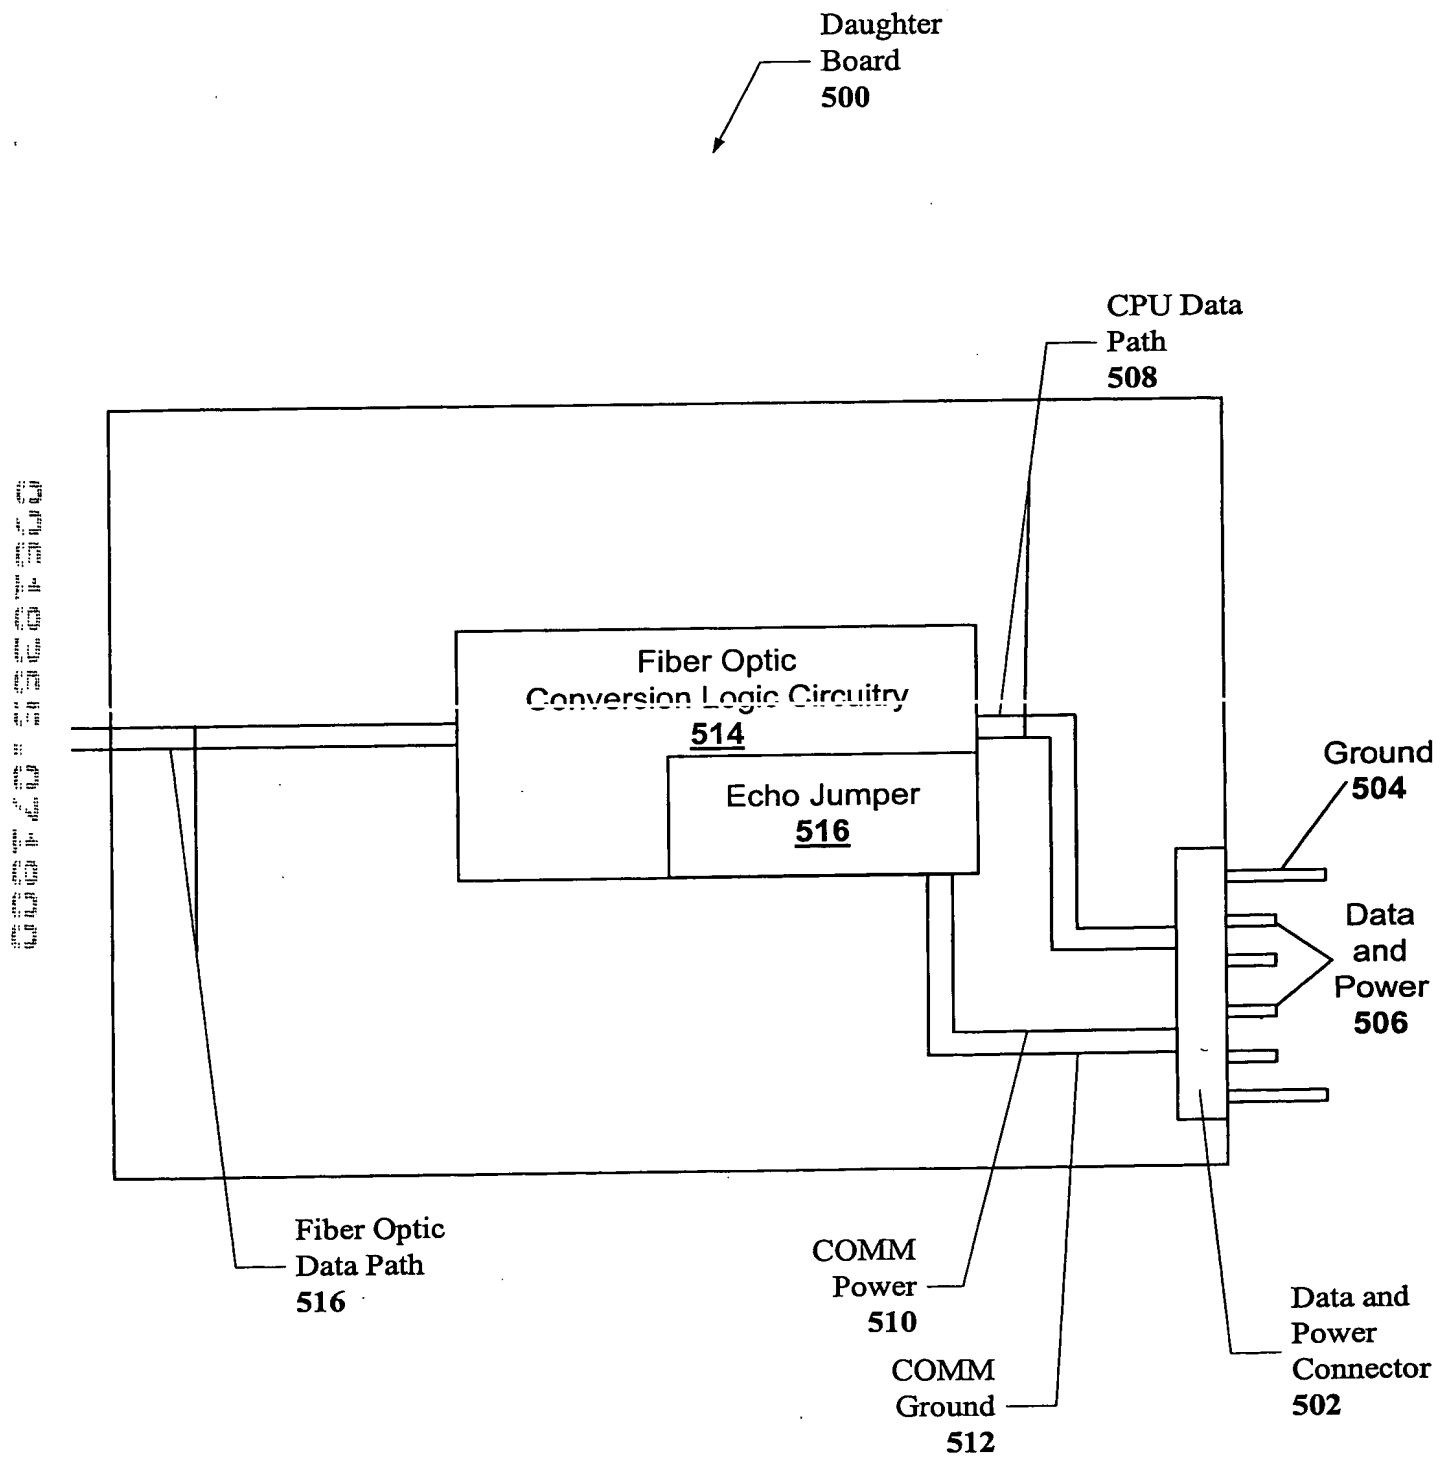 Daughter
Board
500
CPU Data
Path
508
Fiber Optic
Conversion Logic Circuitry
514
Echo Jumper
516
Ground
504
Data
and
Power
506
Fiber Optic
Data Path
516
COMM
Power
510
COMM
Ground
512
Data and
Power
Connector
502